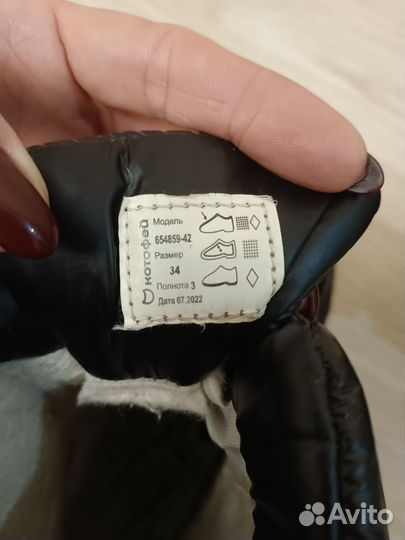 котофей
Модель
654859-42
Размер
34
Полнота 3
Дата 07.2022
Avito